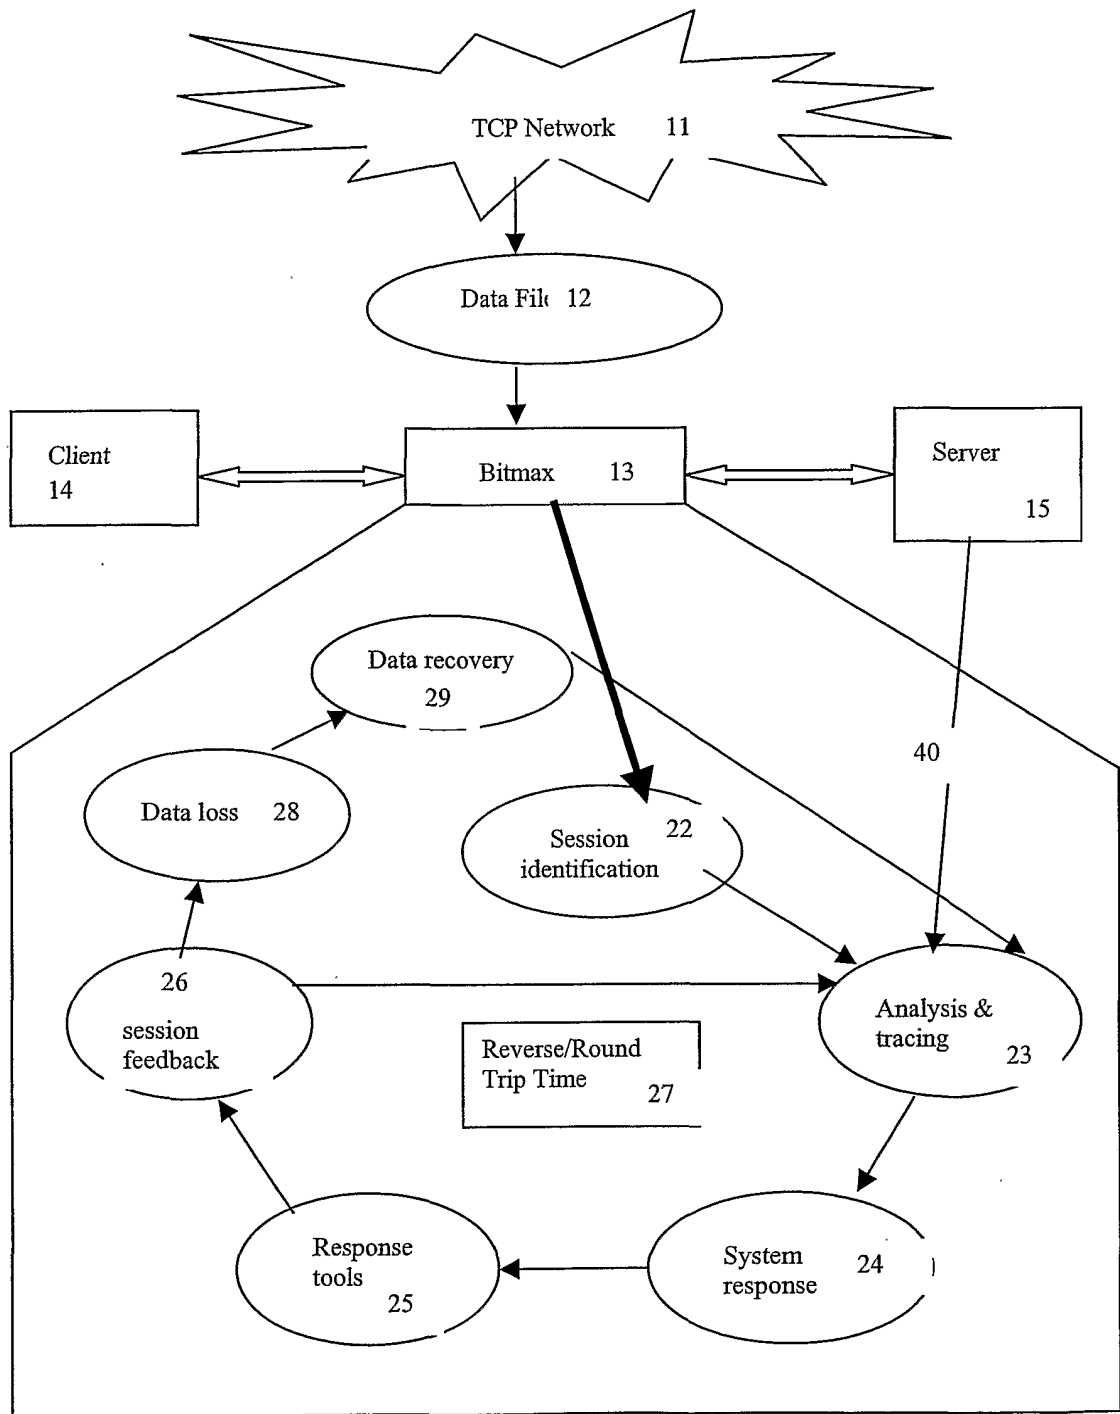 TCP Network 11
Data Fil 12
Client
14
Bitmax 13
Server
15
Data recovery
29
40
Data loss 28
22
Session
identification
26
session
feedback
Analysis &
tracing
23
Reverse/Round
Trip Time
27
Response
tools
25
System
response
24